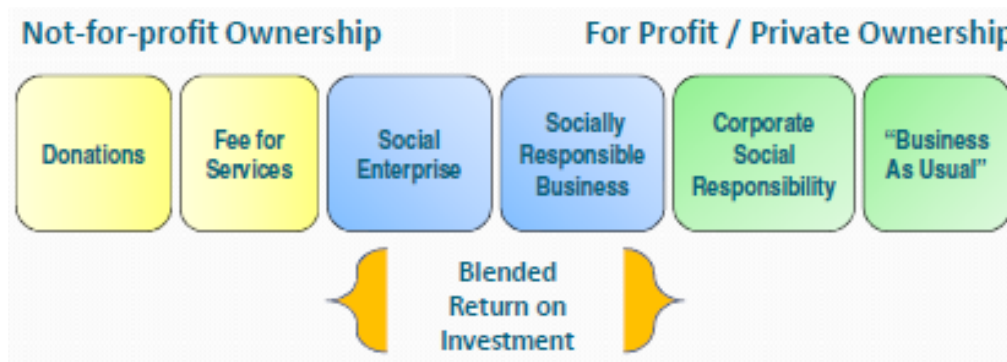 Not-for-profit Ownership
For Profit / Private Ownership
Donations
Fee for
Services
Social
Enterprise
Socially
Responsible
Business
Corporate
Social
Responsibility
“Business
As Usual”
Blended
Return on
Investment